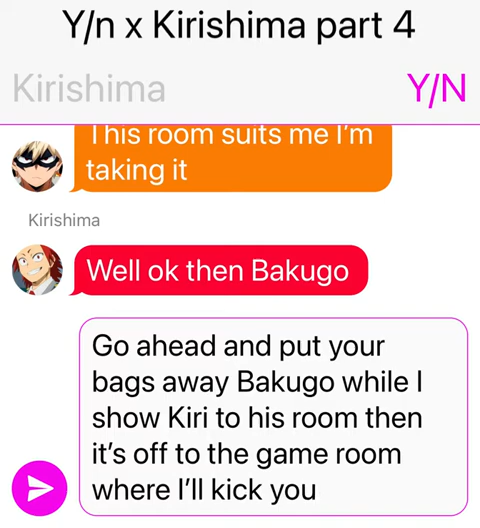 Y/n x Kirishima part 4
Kirishima
Y/N
This room suits me I'm
taking it
Kirishima
Well ok then Bakugo
Go ahead and put your
bags away Bakugo while I
show Kiri to his room then
it's off to the game room
where I'll kick you